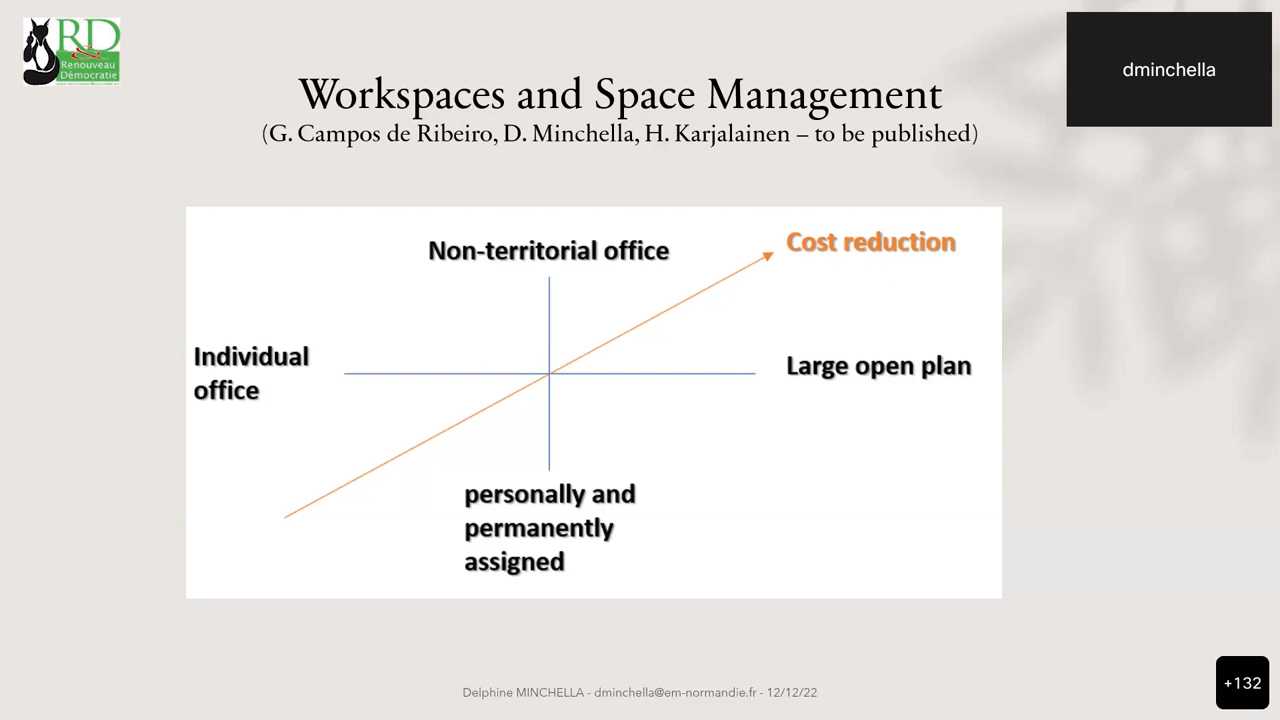 RD
Renouveau
Démocratie
dminchella
Workspaces and Space Management
(G. Campos de Ribeiro, D. Minchella, H. Karjalainen – to be published)
Cost reduction
Non-territorial office
Individual
office
Large open plan
personally and
permanently
assigned
Delphine MINCHELLA - dminchella@em-normandie.fr - 12/12/22
+132